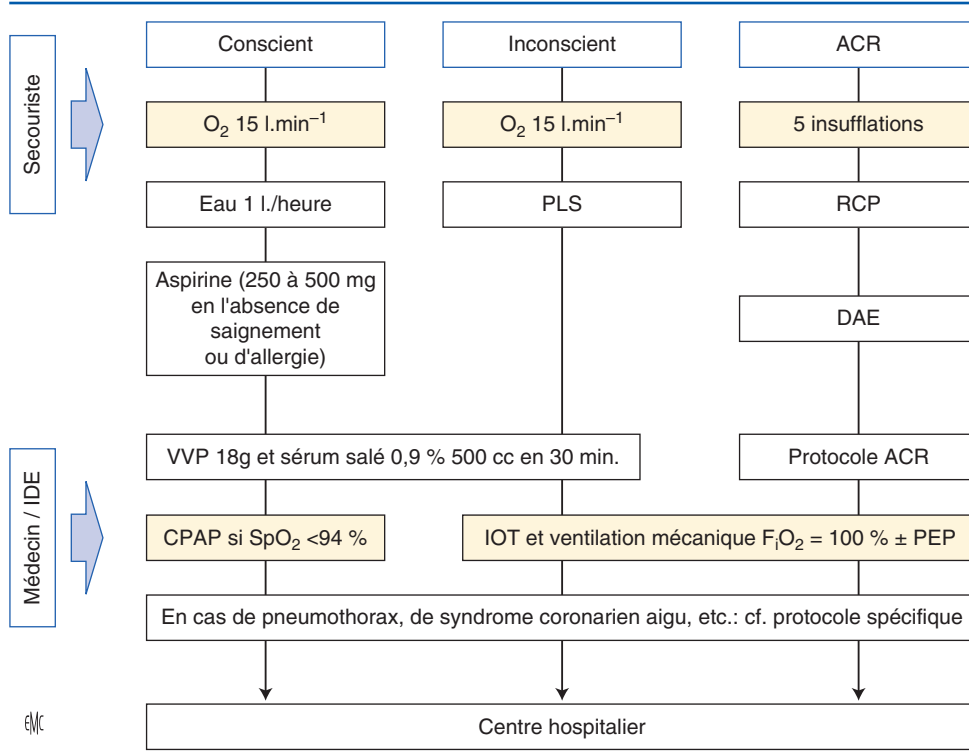 Secouriste
Conscient
Inconscient
ACR
O₂ 15 l.min⁻¹
O₂ 15 l.min⁻¹
5 insufflations
Eau 1 l./heure
PLS
RCP
Aspirine (250 à 500 mg
en l'absence de
saignement
ou d'allergie)
DAE
Médecin / IDE
VVP 18g et sérum salé 0,9 % 500 cc en 30 min.
Protocole ACR
CPAP si SpO₂ <94 %
IOT et ventilation mécanique FᵢO₂ = 100 % ± PEP
En cas de pneumothorax, de syndrome coronarien aigu, etc.: cf. protocole spécifique
Centre hospitalier
EMC